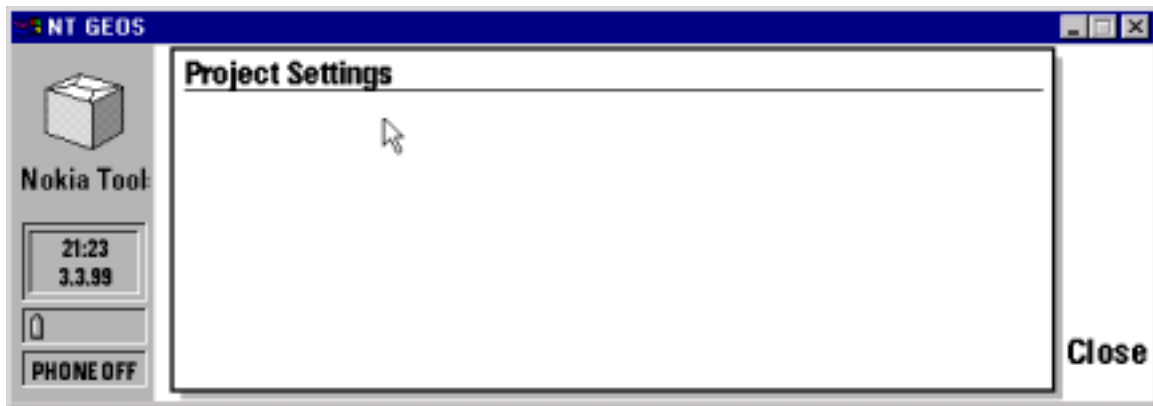 NT GEOS
Project Settings
Nokia Tool
21:23
3.3.99
PHONE OFF
Close